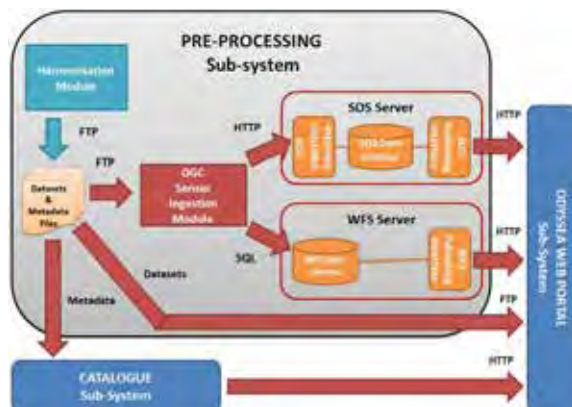 PRE-PROCESSING
Sub-system
Harmonisation
Module
FTP
FTP
HTTP
SOS Server
HTTP
Datasets
&
Metadata
Files
OGC
Server
Ingestion
Module
SQL
WFS Server
HTTP
Datasets
Metadata
FTP
HTTP
CATALOGUE
Sub-System
ODYSSEA WEB PORTAL
Sub-System